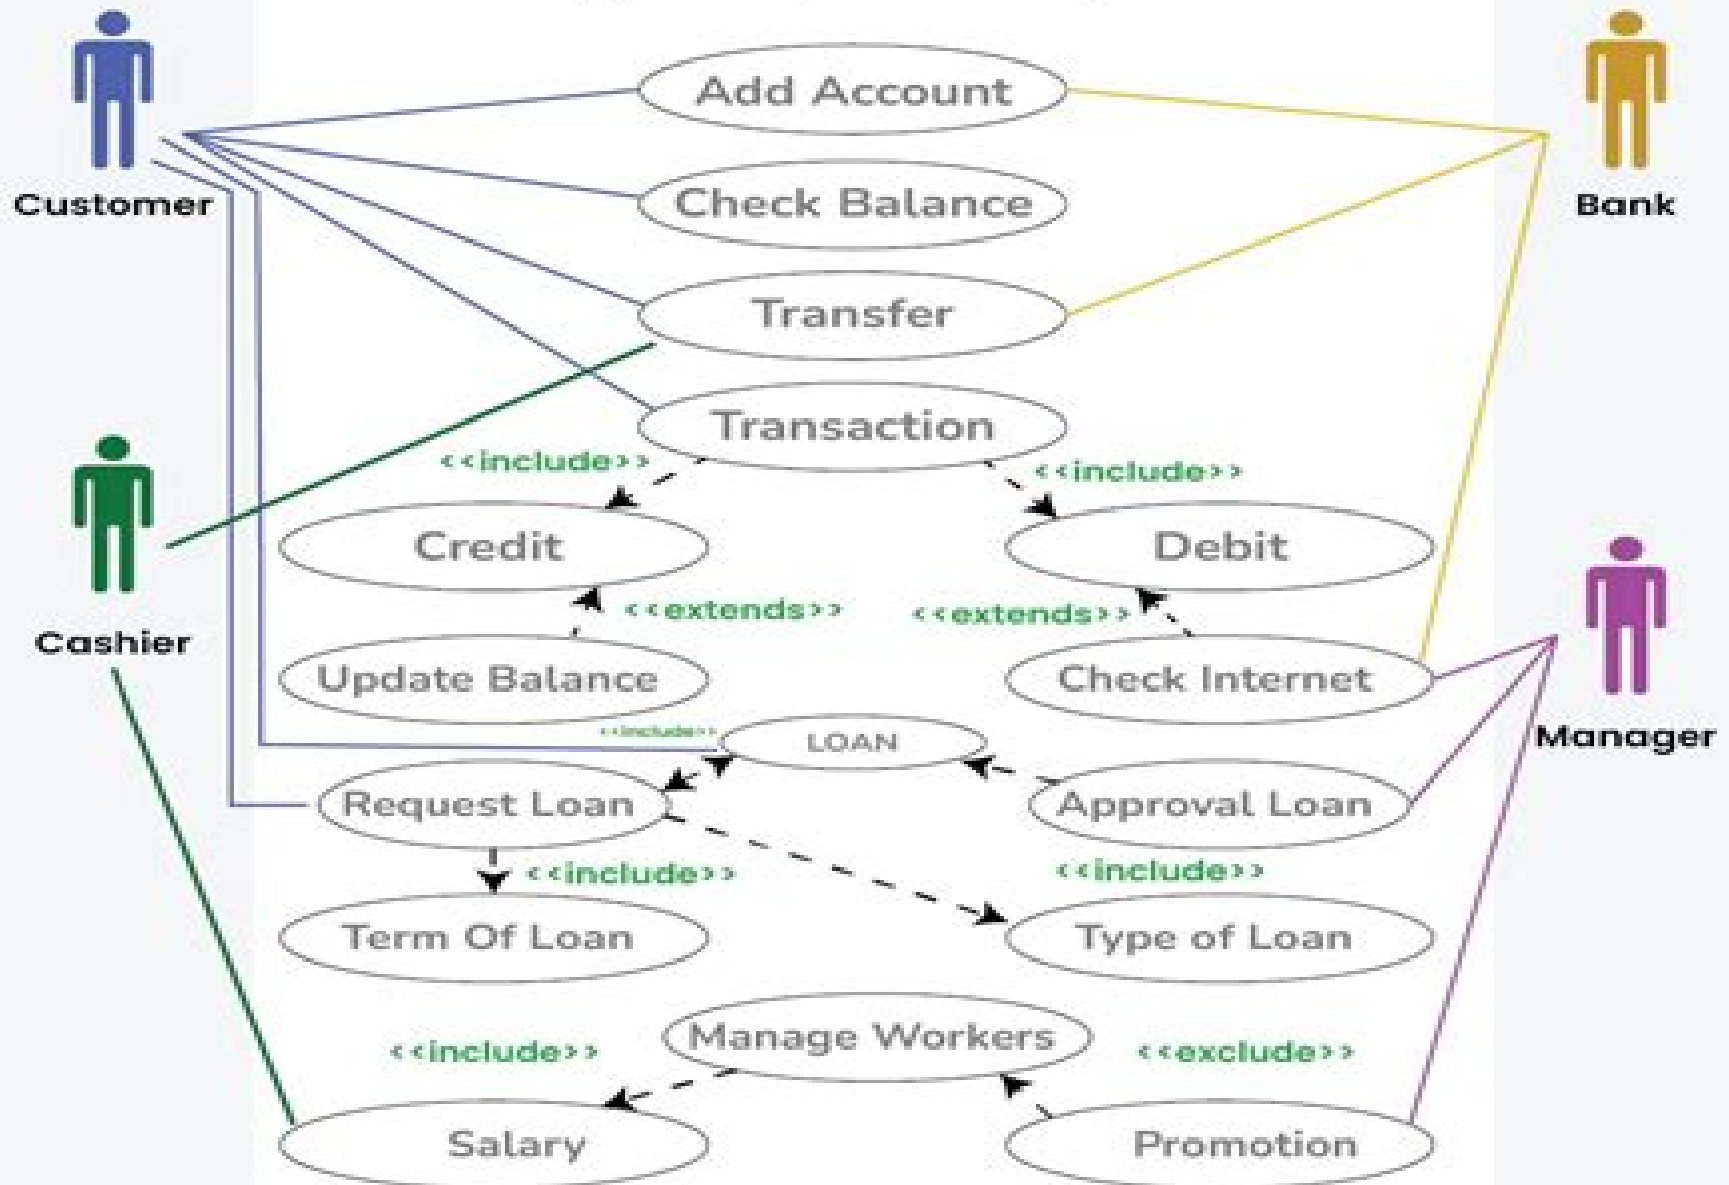 Add Account
Check Balance
Customer
Bank
Transfer
Transaction
<<include>>
<<include>>
Credit
Debit
<<extends>>
<<extends>>
Cashier
Update Balance
Check Internet
<<include>>
LOAN
Manager
Request Loan
Approval Loan
<<include>>
<<include>>
Term Of Loan
Type of Loan
Manage Workers
<<include>>
<<exclude>>
Salary
Promotion